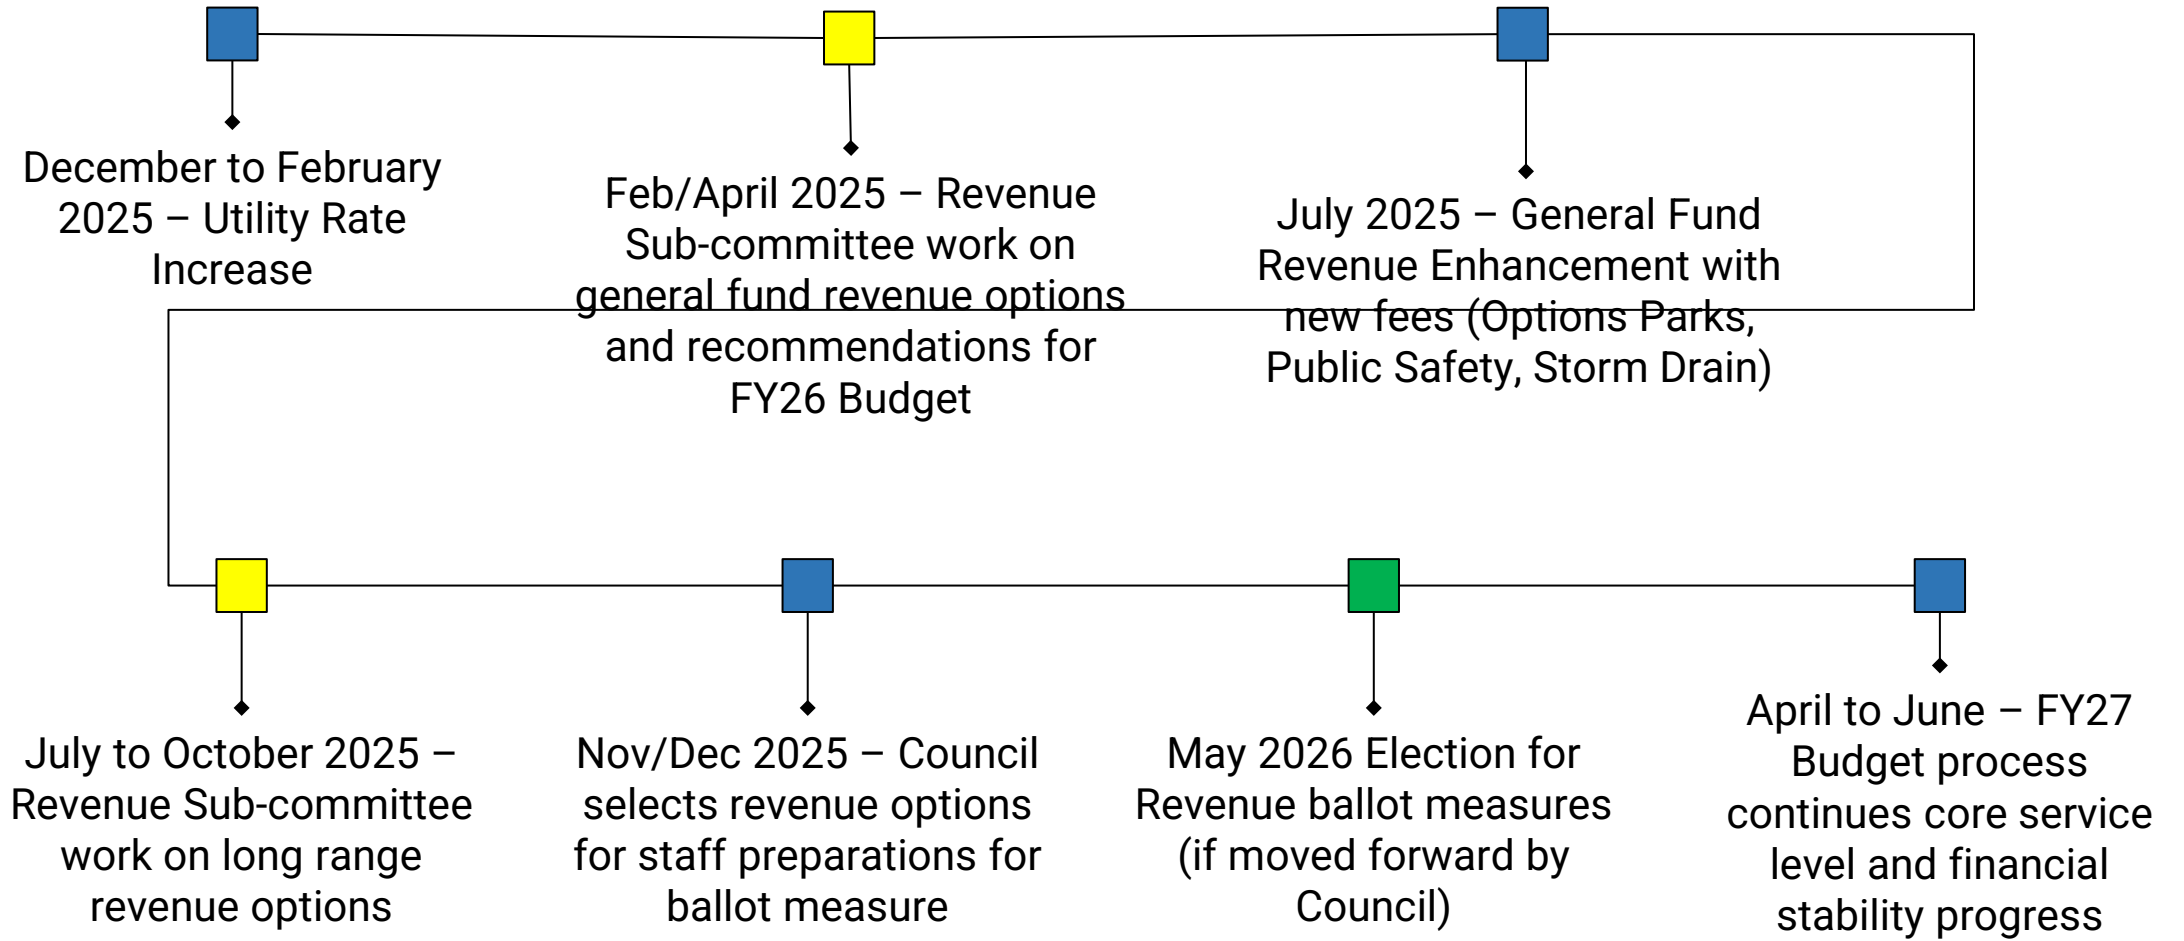 December to February
2025 – Utility Rate
Increase
Feb/April 2025 – Revenue
Sub-committee work on
general fund revenue options
and recommendations for
FY26 Budget
July 2025 – General Fund
Revenue Enhancement with
new fees (Options Parks,
Public Safety, Storm Drain)
July to October 2025 –
Revenue Sub-committee
work on long range
revenue options
Nov/Dec 2025 – Council
selects revenue options
for staff preparations for
ballot measure
May 2026 Election for
Revenue ballot measures
(if moved forward by
Council)
April to June – FY27
Budget process
continues core service
level and financial
stability progress